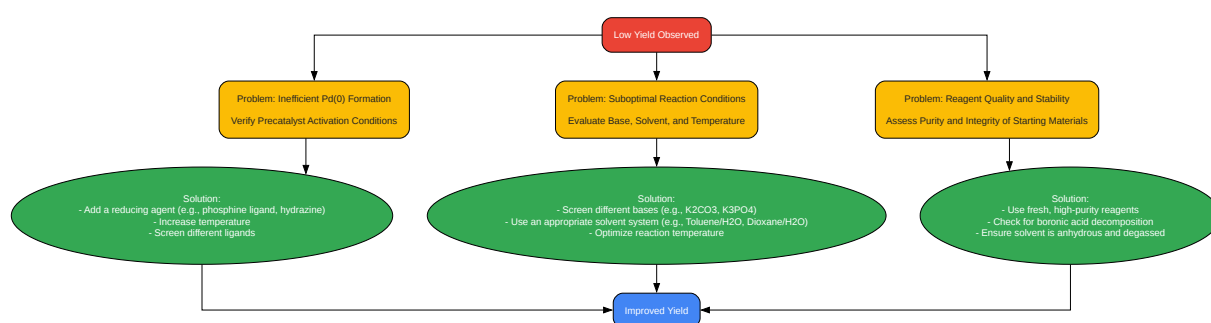 Low Yield Observed
Problem: Inefficient Pd(0) Formation
Verify Precatalyst Activation Conditions
Problem: Suboptimal Reaction Conditions
Evaluate Base, Solvent, and Temperature
Problem: Reagent Quality and Stability
Assess Purity and Integrity of Starting Materials
Solution:
- Add a reducing agent (e.g., phosphine ligand, hydrazine)
- Increase temperature
- Screen different ligands
Solution:
- Screen different bases (e.g., K2CO3, K3PO4)
- Use an appropriate solvent system (e.g., Toluene/H2O, Dioxane/H2O)
- Optimize reaction temperature
Solution:
- Use fresh, high-purity reagents
- Check for boronic acid decomposition
- Ensure solvent is anhydrous and degassed
Improved Yield